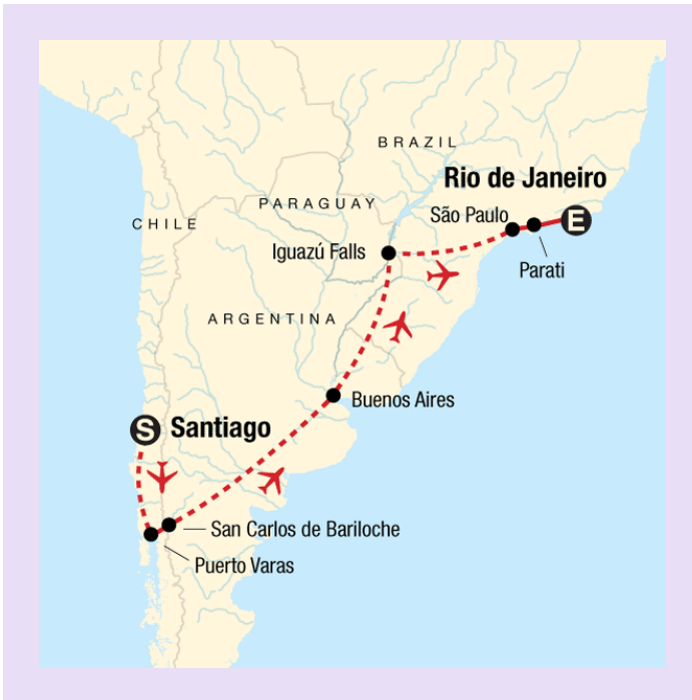 BRAZIL
Rio de Janeiro
PARAGUAY
São Paulo
E
CHILE
Iguazú Falls
Parati
ARGENTINA
Buenos Aires
S
Santiago
San Carlos de Bariloche
Puerto Varas